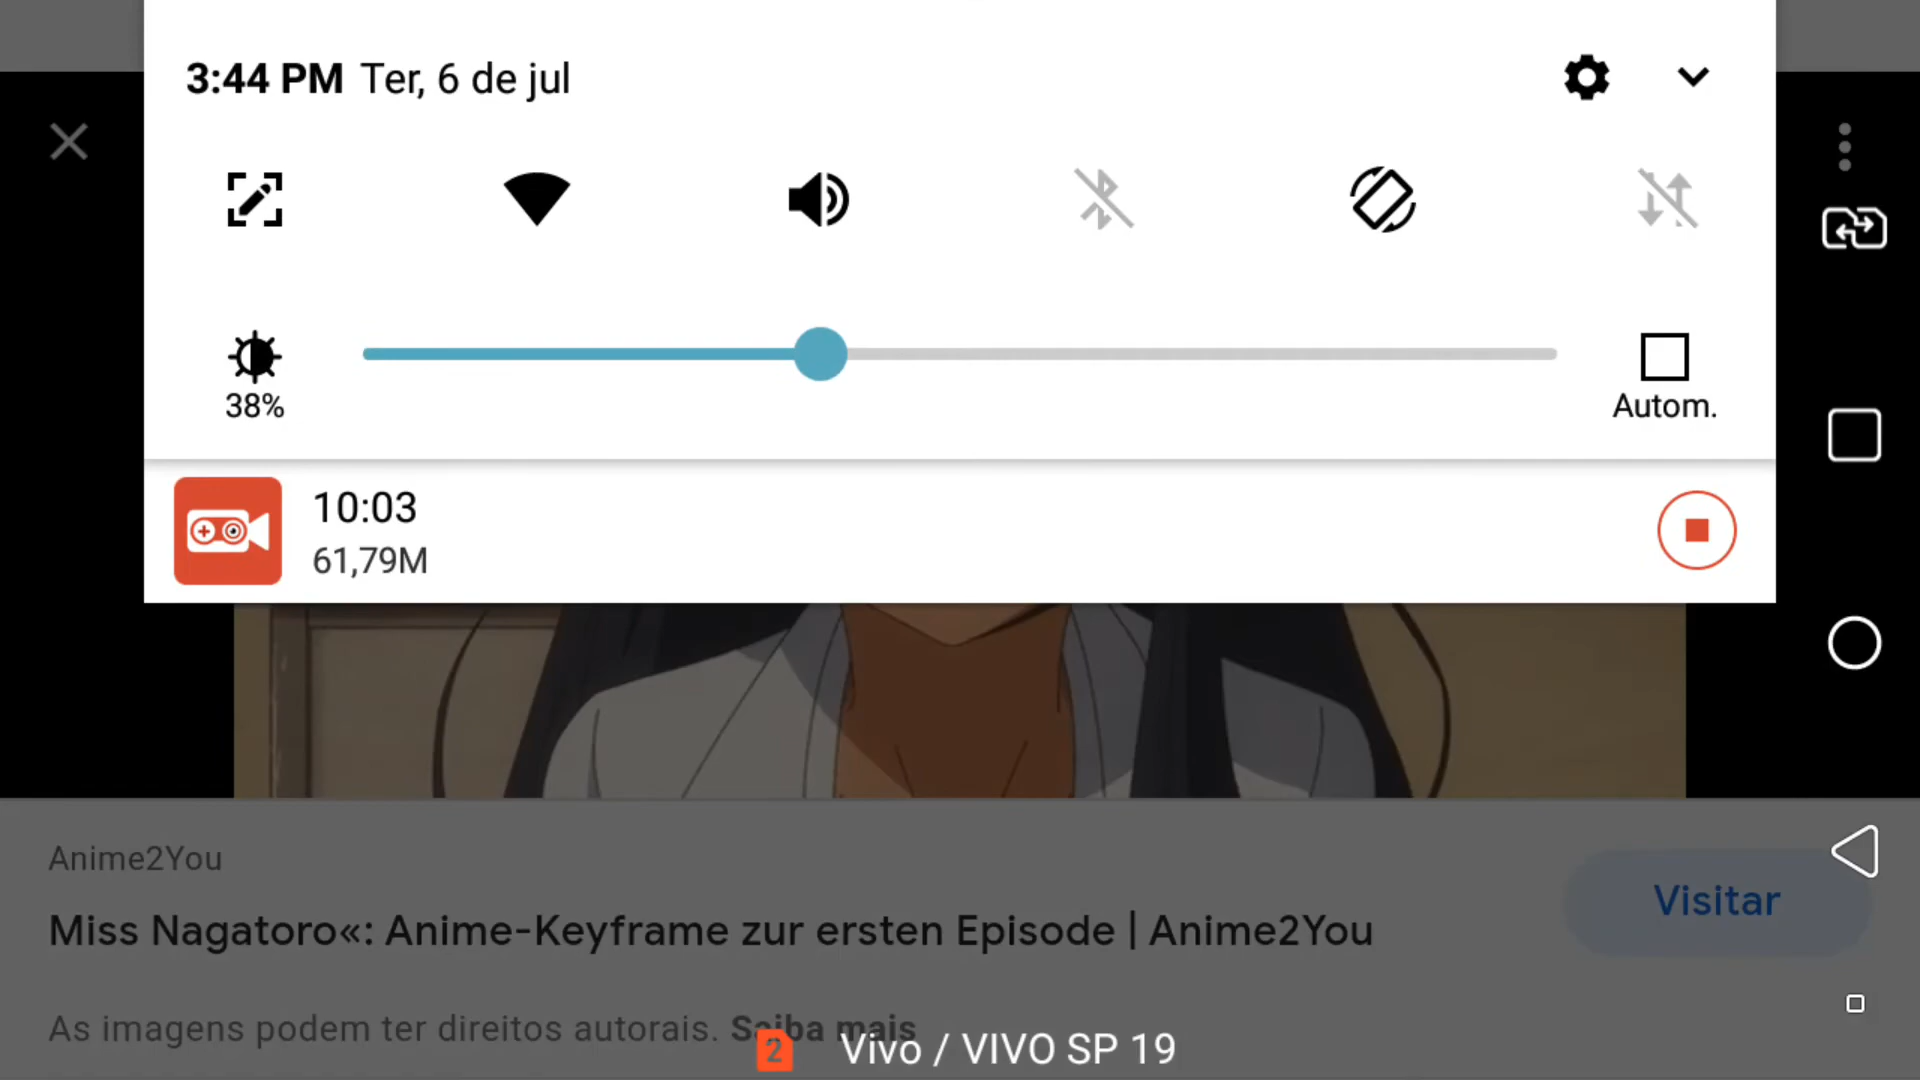 3:44 PM Ter, 6 de jul
38%
Autom.
10:03
61,79M
Anime2You
Miss Nagatoro«: Anime-Keyframe zur ersten Episode | Anime2You
Visitar
As imagens podem ter direitos autorais. Saiba mais
2 Vivo / VIVO SP 19